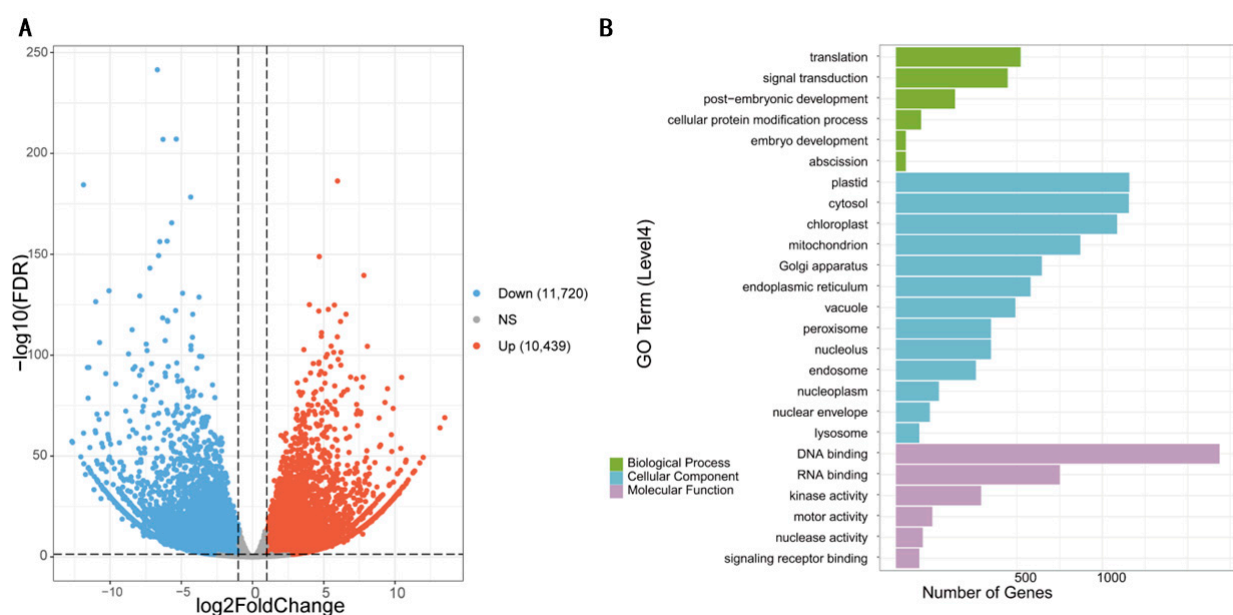 A
250
200
150
100
50
0
-log10(FDR)
-10
-5
0
5
10
log2FoldChange
Down (11,720)
NS
Up (10,439)
B
GO Term (Level4)
translation
signal transduction
post-embryonic development
cellular protein modification process
embryo development
abscission
plastid
cytosol
chloroplast
mitochondrion
Golgi apparatus
endoplasmic reticulum
vacuole
peroxisome
nucleolus
endosome
nucleoplasm
nuclear envelope
lysosome
DNA binding
RNA binding
kinase activity
motor activity
nuclease activity
signaling receptor binding
Biological Process
Cellular Component
Molecular Function
500
1000
Number of Genes